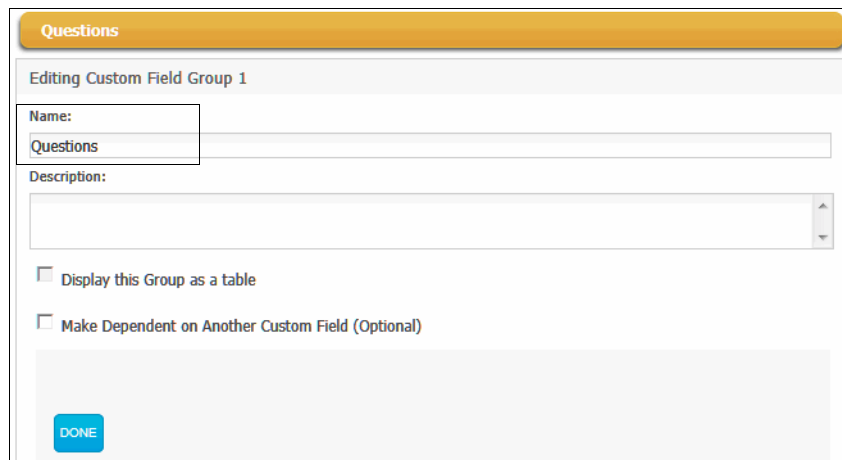 Questions
Editing Custom Field Group 1
Name:
Questions
Description:
Display this Group as a table
Make Dependent on Another Custom Field (Optional)
DONE